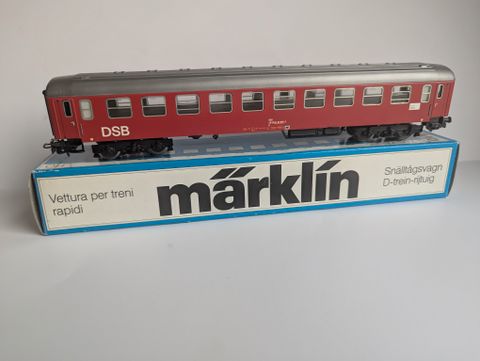 DSB
Vettura per treni
rapidi
märklin
Snälltågsvagn
D-trein-rijtuig